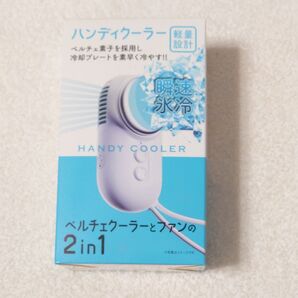 ハンディクーラー
軽量
設計
ペルチェ素子を採用し
冷却プレートを素早く冷やす!!
瞬速
氷冷
HANDY COOLER
ペルチェクーラーとファンの
2in1